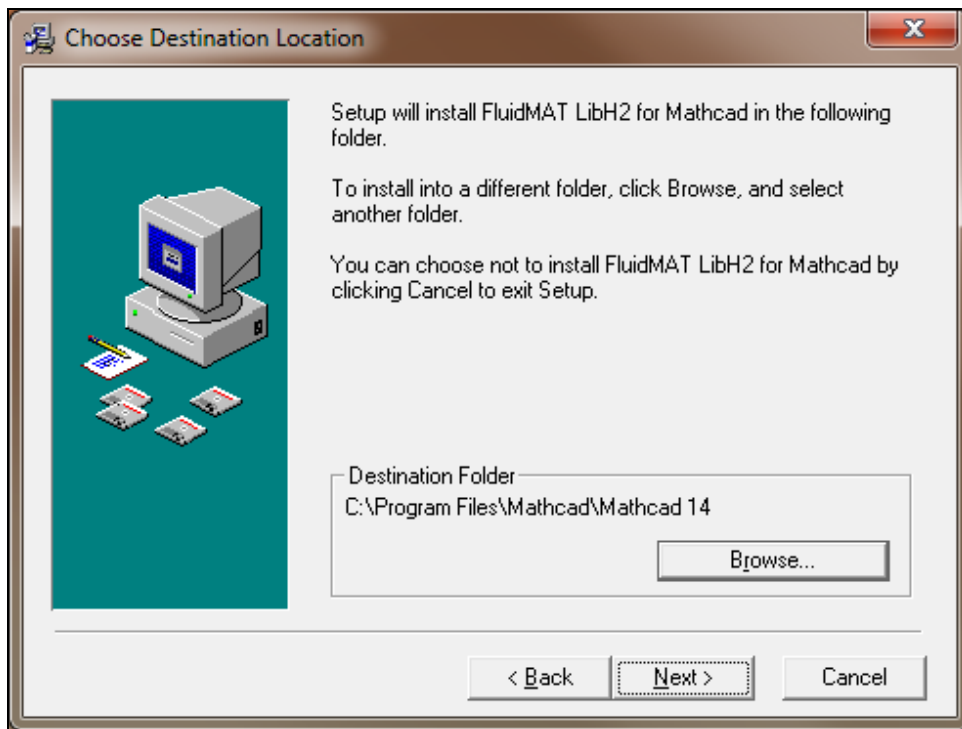 Choose Destination Location
Setup will install FluidMAT LibH2 for Mathcad in the following
folder.
To install into a different folder, click Browse, and select
another folder.
You can choose not to install FluidMAT LibH2 for Mathcad by
clicking Cancel to exit Setup.
Destination Folder
C:\Program Files\Mathcad\Mathcad 14
Browse...
< Back
Next >
Cancel